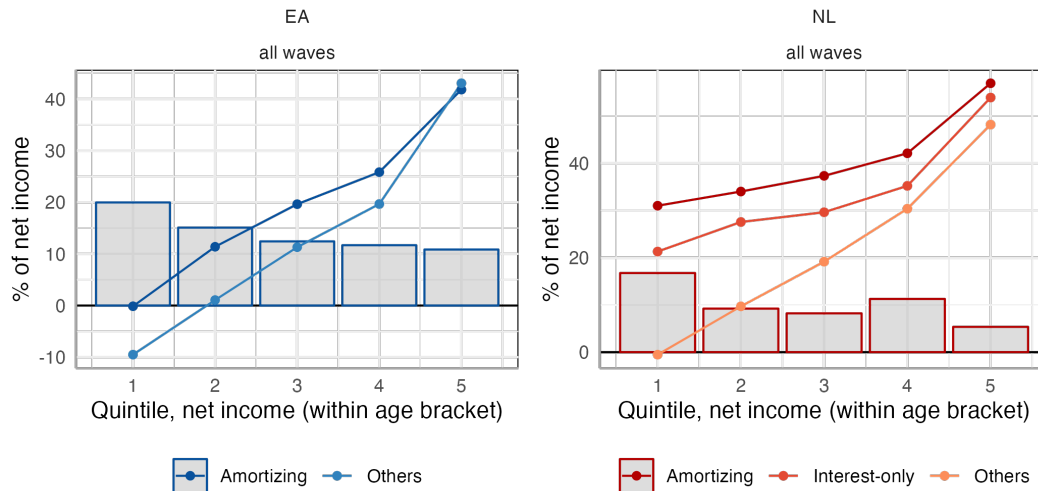 EA
all waves
% of net income
40
30
20
10
0
-10
1 2 3 4 5
Quintile, net income (within age bracket)
Amortizing Others
NL
all waves
% of net income
40
20
0
1 2 3 4 5
Quintile, net income (within age bracket)
Amortizing Interest-only Others